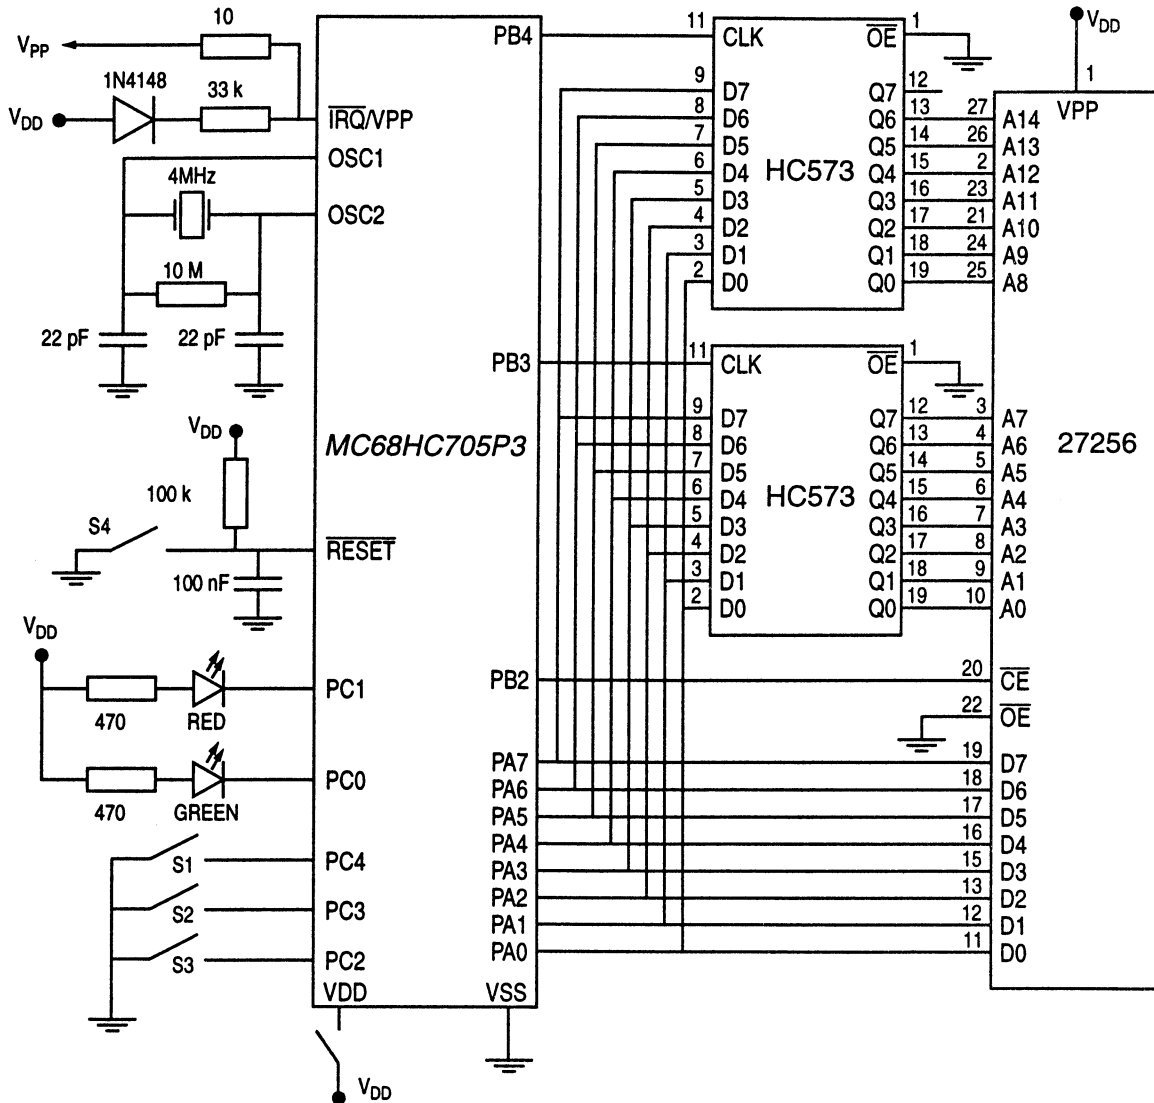 10
V_PP
1N4148
33 k
V_DD
IRQ/VPP
OSC1
4MHz
OSC2
10 M
22 pF
22 pF
V_DD
100 k
S4
RESET
100 nF
V_DD
470
RED
PC1
470
GREEN
PC0
S1
PC4
S2
PC3
S3
PC2
VDD
VSS
V_DD
MC68HC705P3
PB4
PB3
PB2
PA7
PA6
PA5
PA4
PA3
PA2
PA1
PA0
11 CLK OE 1
9 D7 Q7 12
8 D6 Q6 13
7 D5 Q5 14
6 D4 Q4 15
5 D3 Q3 16
4 D2 Q2 17
3 D1 Q1 18
2 D0 Q0 19
HC573
11 CLK OE 1
9 D7 Q7 12
8 D6 Q6 13
7 D5 Q5 14
6 D4 Q4 15
5 D3 Q3 16
4 D2 Q2 17
3 D1 Q1 18
2 D0 Q0 19
HC573
V_DD
1
VPP
27 A14
26 A13
2 A12
23 A11
21 A10
24 A9
25 A8
3 A7
4 A6
5 A5
6 A4
7 A3
8 A2
9 A1
10 A0
27256
20 CE
22 OE
19 D7
18 D6
17 D5
16 D4
15 D3
13 D2
12 D1
11 D0